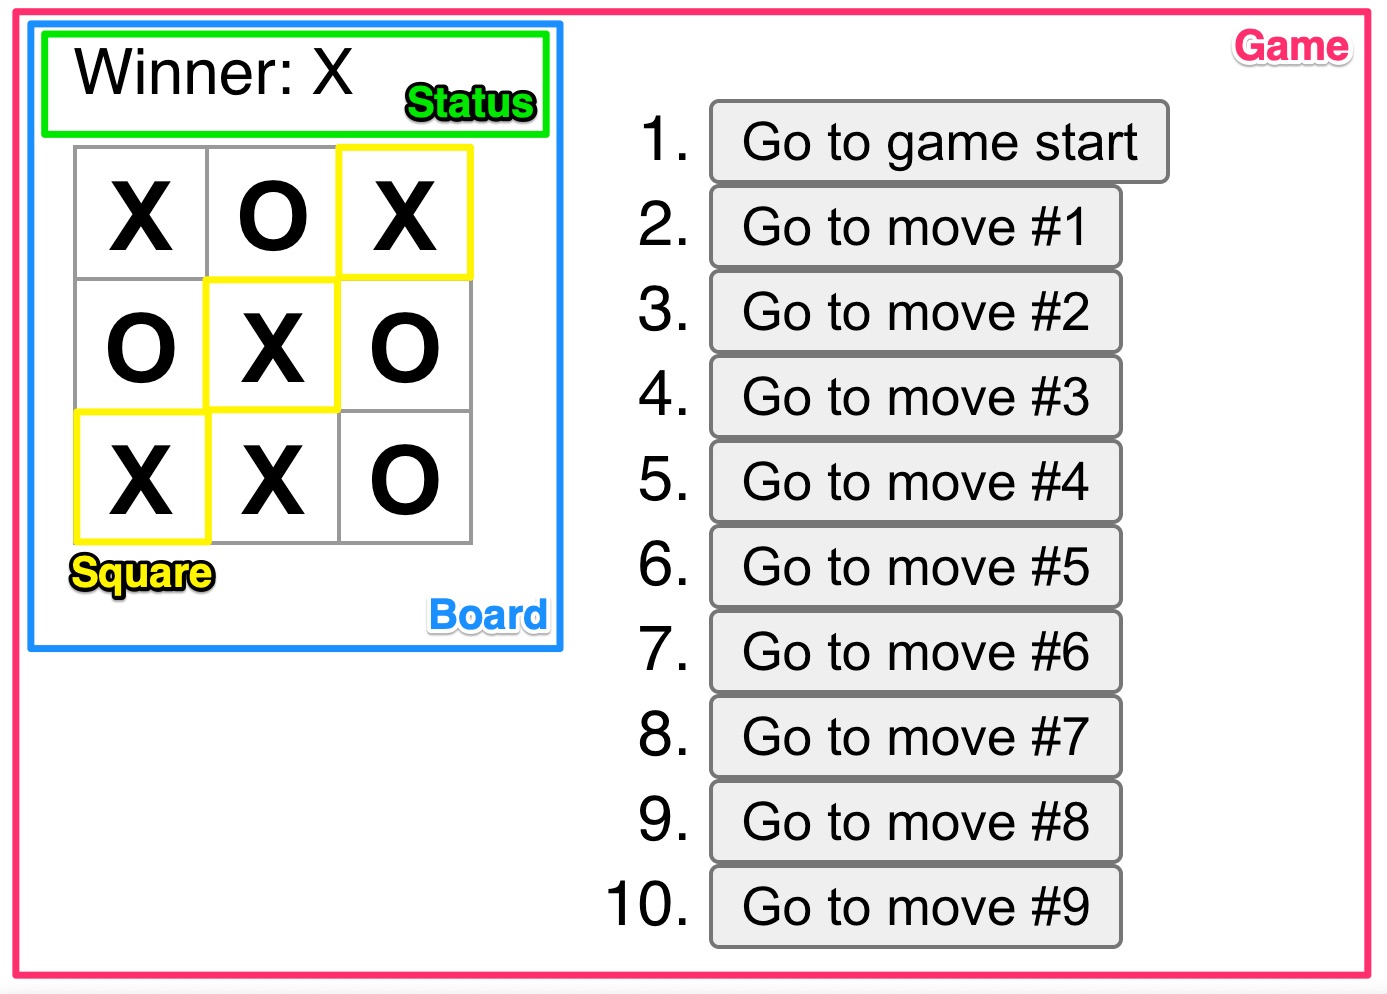 Winner: X
Status
X O X
O X O
X X O
Square
Board
Game
1. Go to game start
2. Go to move #1
3. Go to move #2
4. Go to move #3
5. Go to move #4
6. Go to move #5
7. Go to move #6
8. Go to move #7
9. Go to move #8
10. Go to move #9